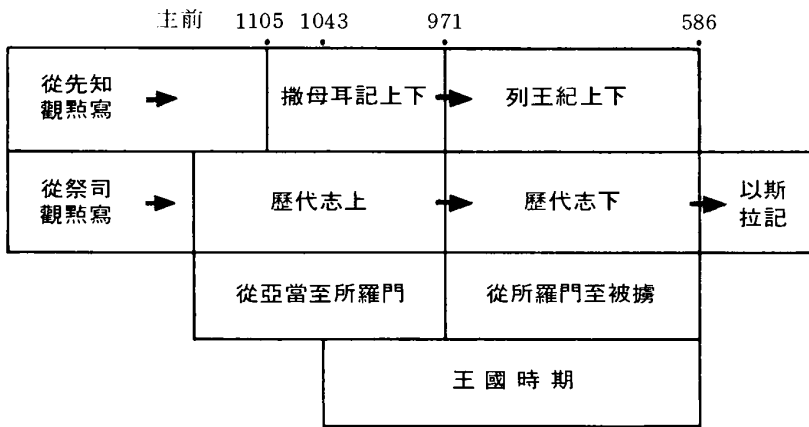 主前 1105 1043 971 586
從先知
觀點寫
撒母耳記上下
列王紀上下
從祭司
觀點寫
歷代志上
歷代志下
以斯
拉記
從亞當至所羅門
從所羅門至被擄
王國時期